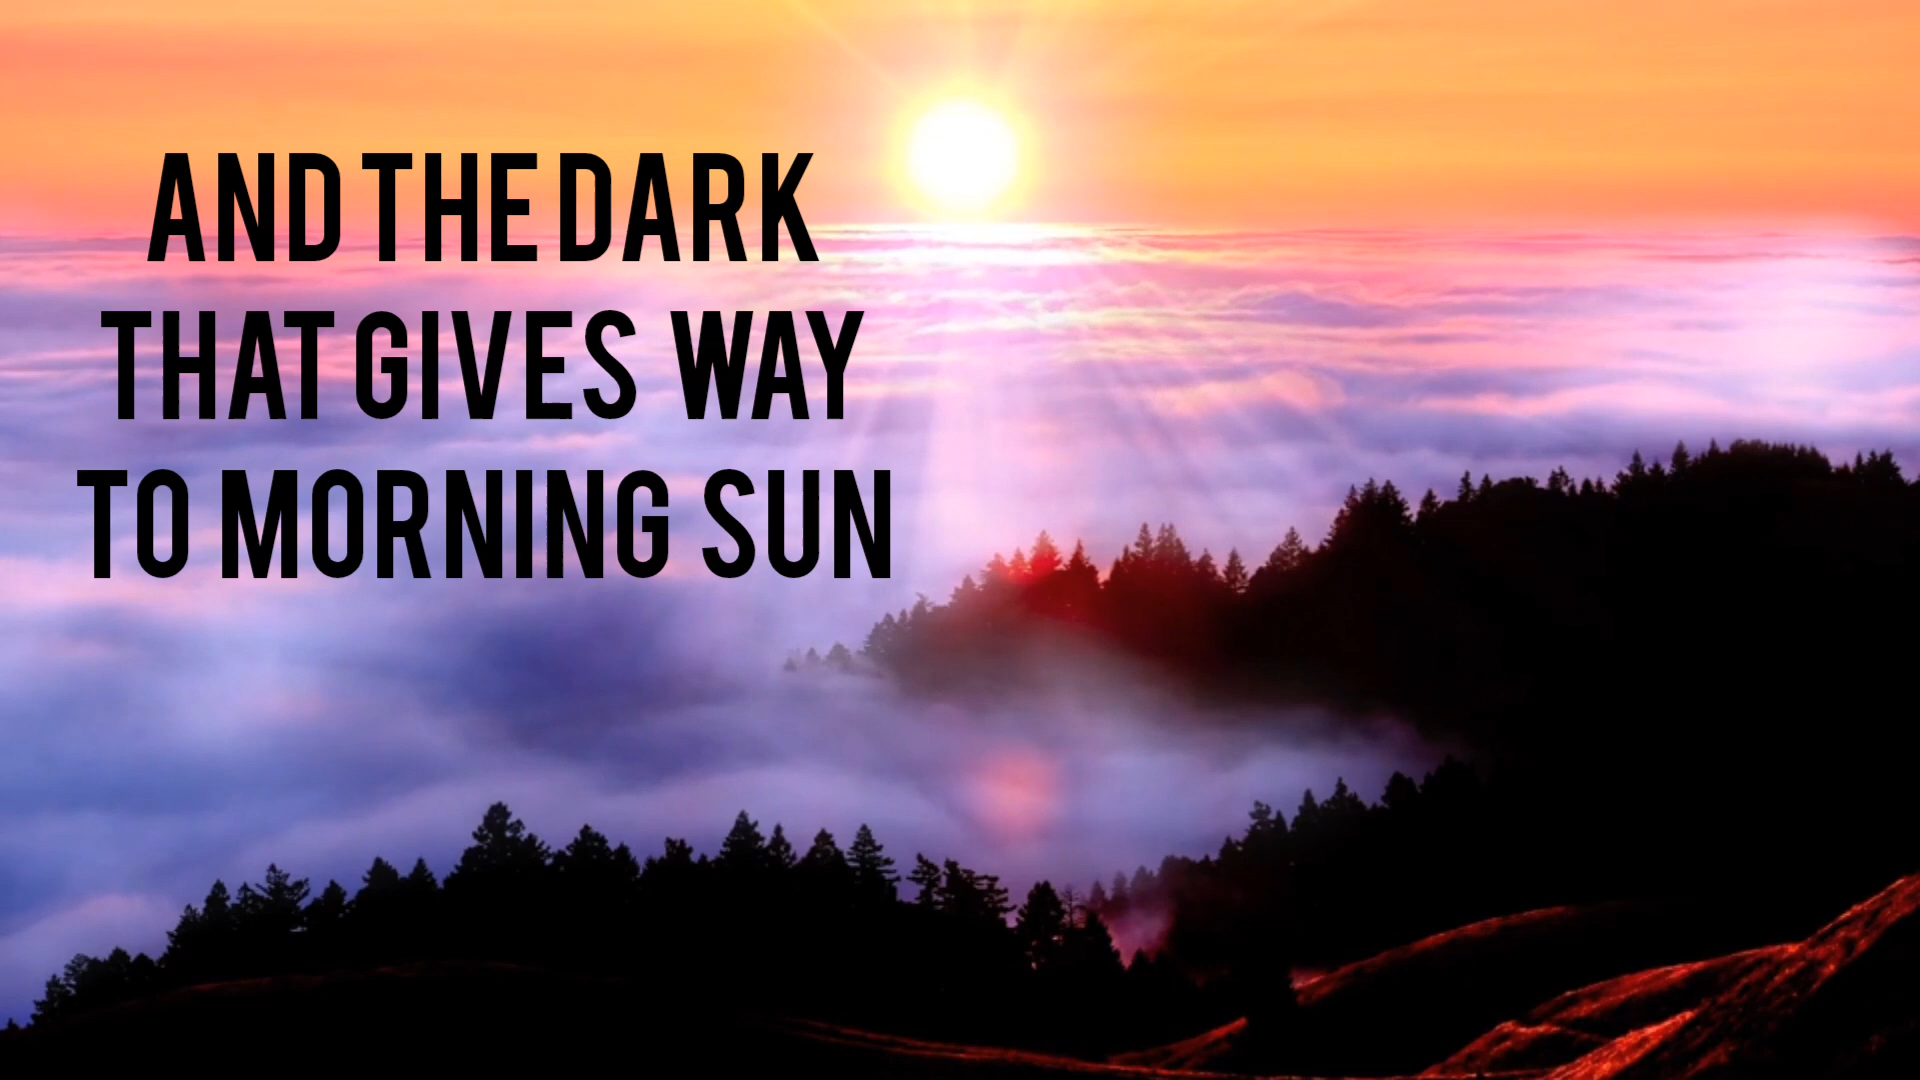 AND THE DARK
THAT GIVES WAY
TO MORNING SUN